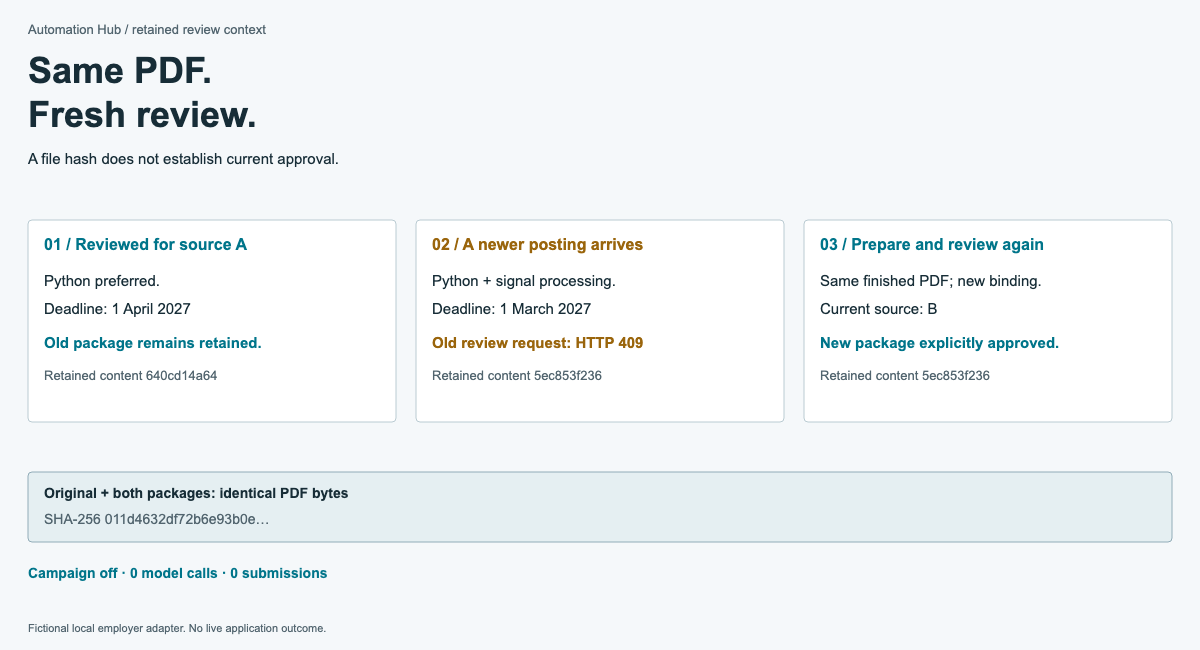 Automation Hub / retained review context
Same PDF.
Fresh review.
A file hash does not establish current approval.
01 / Reviewed for source A
Python preferred.
Deadline: 1 April 2027
Old package remains retained.
Retained content 640cd14a64
02 / A newer posting arrives
Python + signal processing.
Deadline: 1 March 2027
Old review request: HTTP 409
Retained content 5ec853f236
03 / Prepare and review again
Same finished PDF; new binding.
Current source: B
New package explicitly approved.
Retained content 5ec853f236
Original + both packages: identical PDF bytes
SHA-256 011d4632df72b6e93b0e…
Campaign off · 0 model calls · 0 submissions
Fictional local employer adapter. No live application outcome.